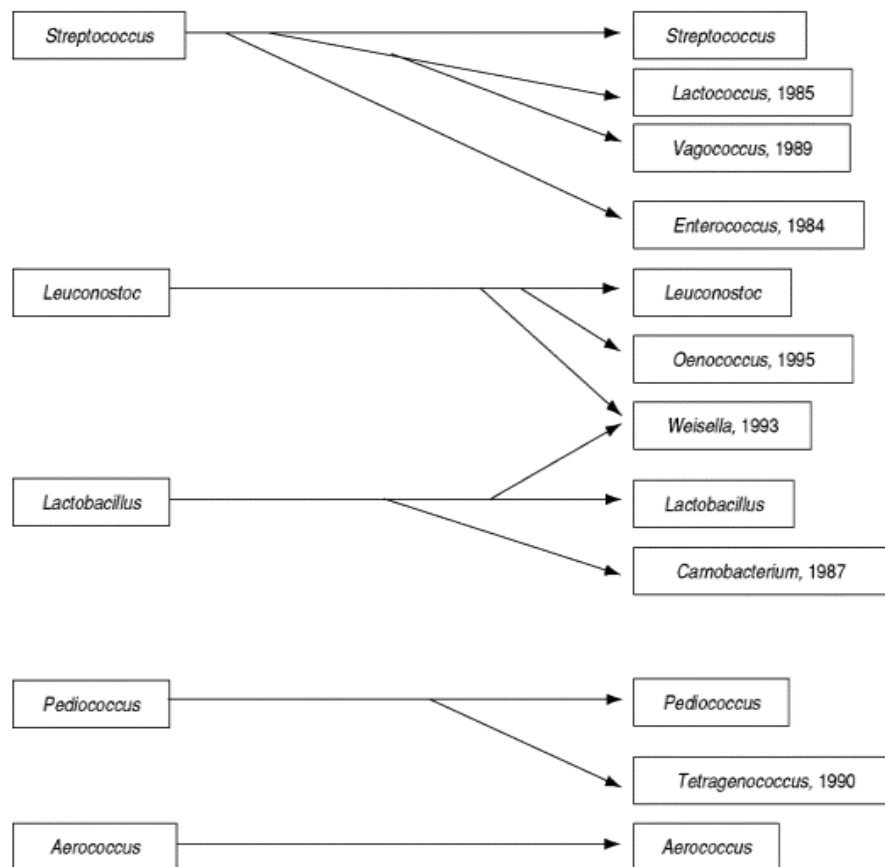 Streptococcus
Streptococcus
Lactococcus, 1985
Vagococcus, 1989
Enterococcus, 1984
Leuconostoc
Leuconostoc
Oenococcus, 1995
Weisella, 1993
Lactobacillus
Lactobacillus
Carnobacterium, 1987
Pediococcus
Pediococcus
Tetragenococcus, 1990
Aerococcus
Aerococcus